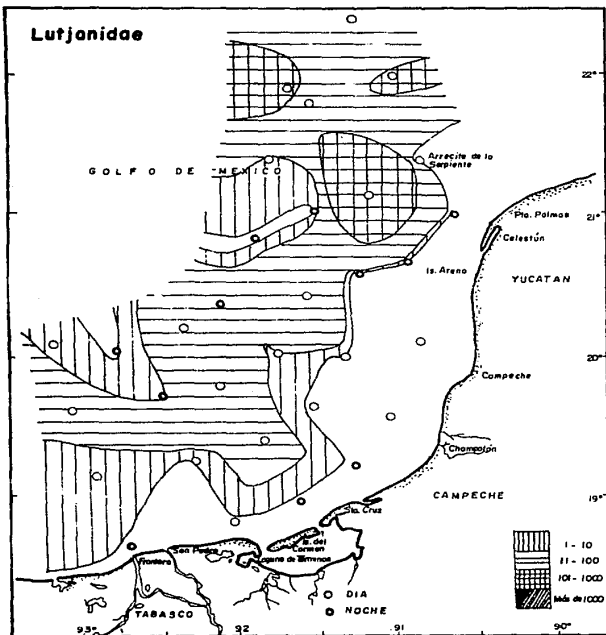 Lutjanidae
22°
GOLFO DE MEXICO
Arrecife de la
Serpiente
Pto. Palmas
21°
Celestún
Is. Arena
YUCATAN
20°
Campeche
Champotón
19°
CAMPECHE
Sta. Cruz
Is. del
Carmen
San Pedro
Laguna de Términos
Frontera
1 - 10
11 - 100
101 - 1000
Más de 1000
DIA
NOCHE
TABASCO
93°
92
91
90°